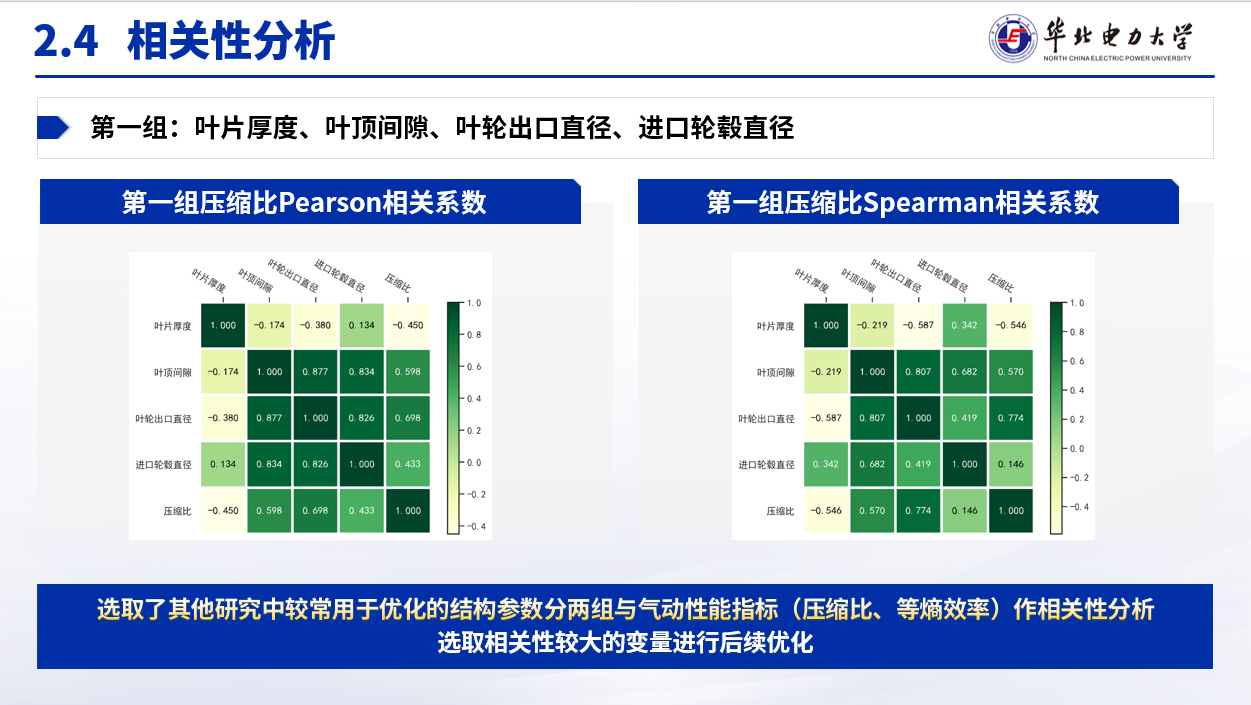 2.4 相关性分析
华北电力大学
NORTH CHINA ELECTRIC POWER UNIVERSITY
第一组：叶片厚度、叶顶间隙、叶轮出口直径、进口轮毂直径
第一组压缩比Pearson相关系数
叶片厚度 叶顶间隙 叶轮出口直径 进口轮毂直径 压缩比
叶片厚度 1.000 -0.174 -0.380 0.134 -0.450
叶顶间隙 -0.174 1.000 0.877 0.834 0.598
叶轮出口直径 -0.380 0.877 1.000 0.826 0.698
进口轮毂直径 0.134 0.834 0.826 1.000 0.433
压缩比 -0.450 0.598 0.698 0.433 1.000
1.0
0.8
0.6
0.4
0.2
0.0
-0.2
-0.4
第一组压缩比Spearman相关系数
叶片厚度 叶顶间隙 叶轮出口直径 进口轮毂直径 压缩比
叶片厚度 1.000 -0.219 -0.587 0.342 -0.546
叶顶间隙 -0.219 1.000 0.807 0.682 0.570
叶轮出口直径 -0.587 0.807 1.000 0.419 0.774
进口轮毂直径 0.342 0.682 0.419 1.000 0.146
压缩比 -0.546 0.570 0.774 0.146 1.000
1.0
0.8
0.6
0.4
0.2
0.0
-0.2
-0.4
选取了其他研究中较常用于优化的结构参数分两组与气动性能指标（压缩比、等熵效率）作相关性分析
选取相关性较大的变量进行后续优化